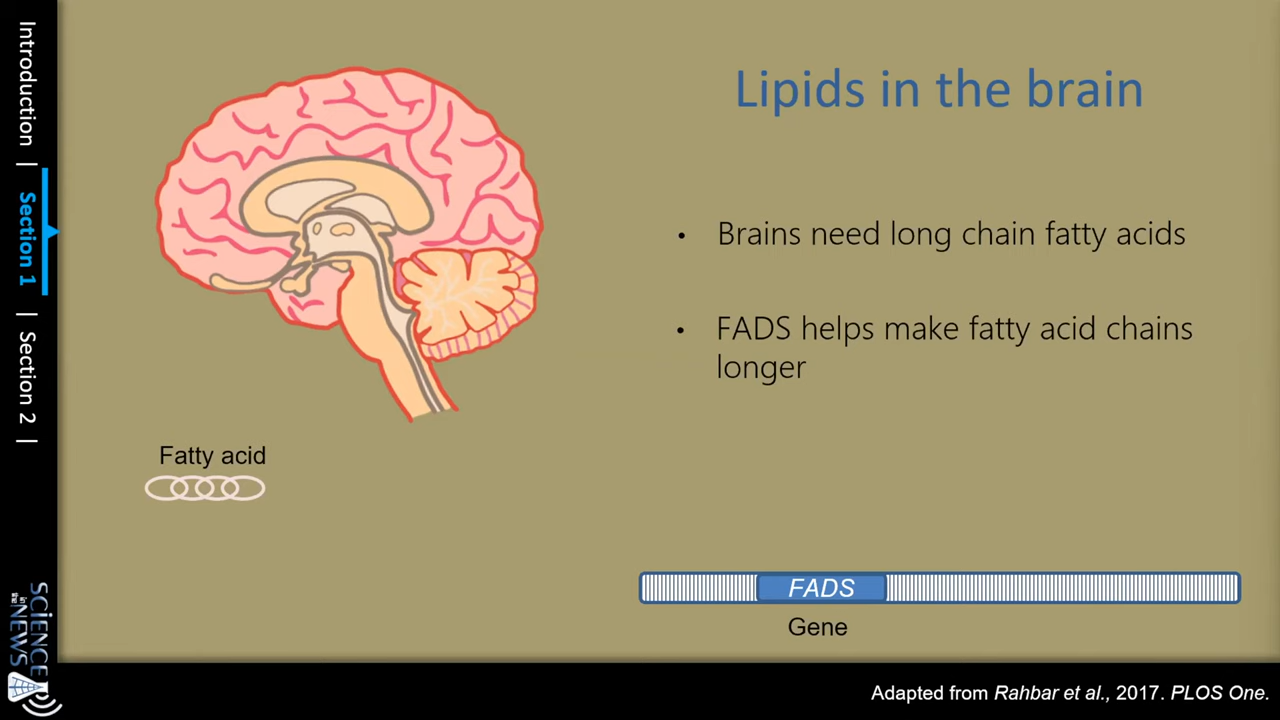 Introduction |
Section 1
| Section 2 |
SCIENCE
in the
NEWS
Lipids in the brain
• Brains need long chain fatty acids
• FADS helps make fatty acid chains
longer
Fatty acid
FADS
Gene
Adapted from Rahbar et al., 2017. PLOS One.